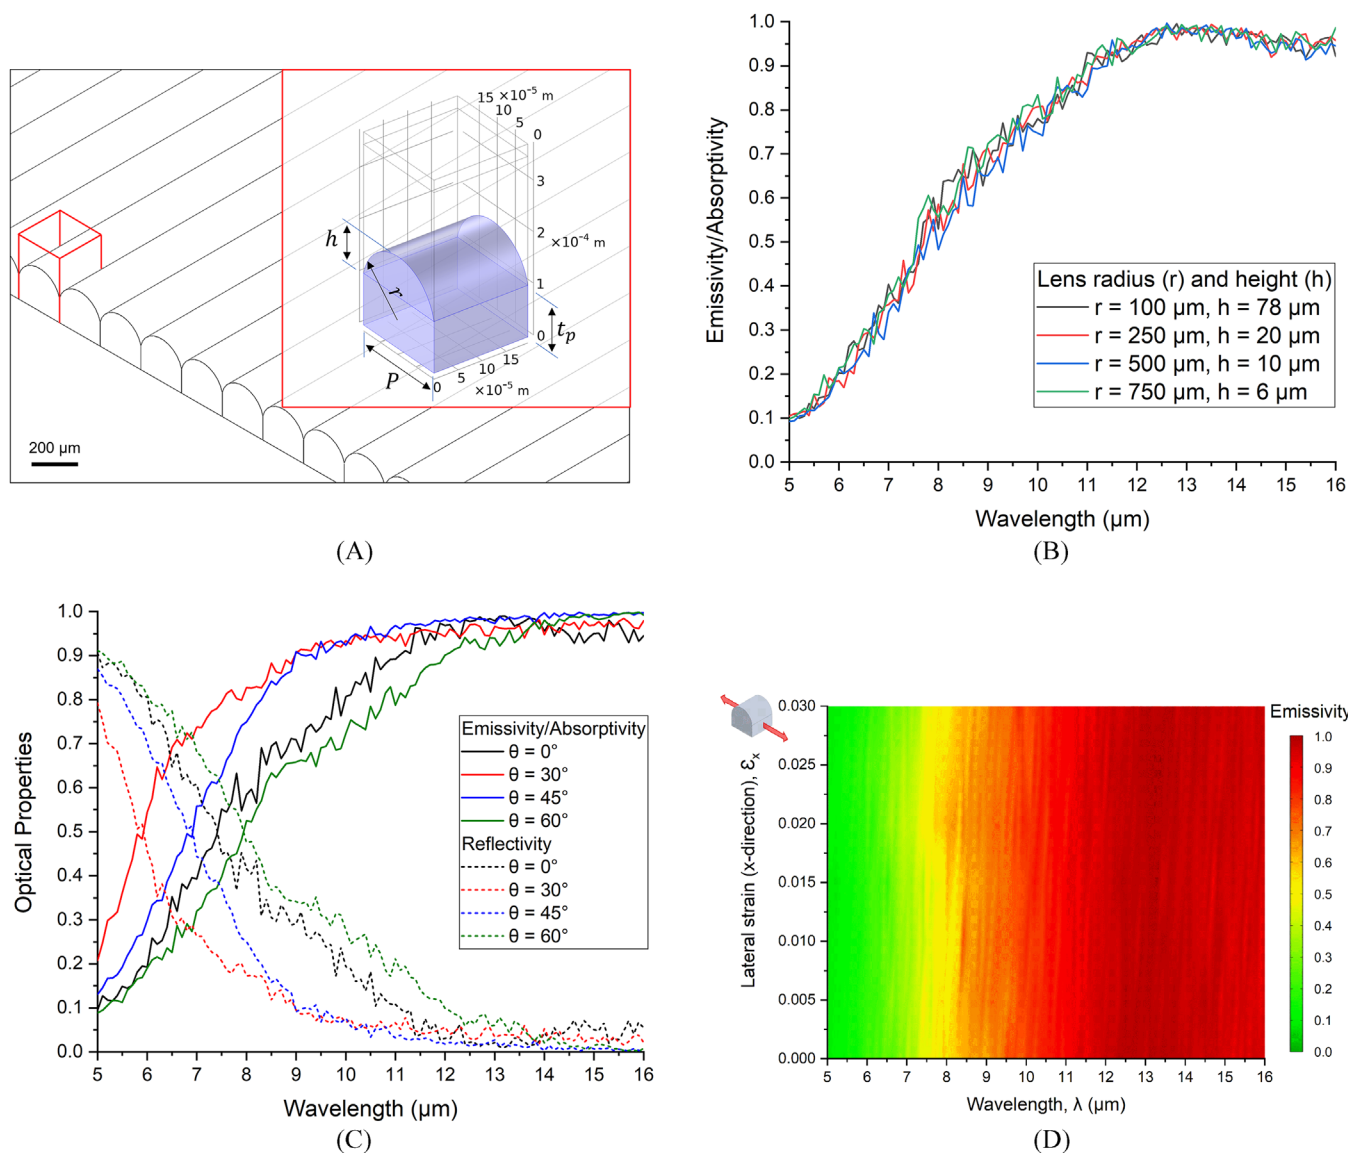 15 ×10⁻⁵ m
10
5
0
3
2
×10⁻⁴ m
1
0
h
r
t_p
P
0 5 10 15
×10⁻⁵ m
200 µm
(A)
Emissivity/Absorptivity
1.0
0.9
0.8
0.7
0.6
0.5
0.4
0.3
0.2
0.1
0.0
Lens radius (r) and height (h)
r = 100 µm, h = 78 µm
r = 250 µm, h = 20 µm
r = 500 µm, h = 10 µm
r = 750 µm, h = 6 µm
5 6 7 8 9 10 11 12 13 14 15 16
Wavelength (µm)
(B)
Optical Properties
1.0
0.9
0.8
0.7
0.6
0.5
0.4
0.3
0.2
0.1
0.0
Emissivity/Absorptivity
θ = 0°
θ = 30°
θ = 45°
θ = 60°
Reflectivity
θ = 0°
θ = 30°
θ = 45°
θ = 60°
5 6 7 8 9 10 11 12 13 14 15 16
Wavelength (µm)
(C)
Lateral strain (x-direction), Ɛₓ
0.030
0.025
0.020
0.015
0.010
0.005
0.000
5 6 7 8 9 10 11 12 13 14 15 16
Wavelength, λ (µm)
Emissivity
1.0
0.9
0.8
0.7
0.6
0.5
0.4
0.3
0.2
0.1
0.0
(D)